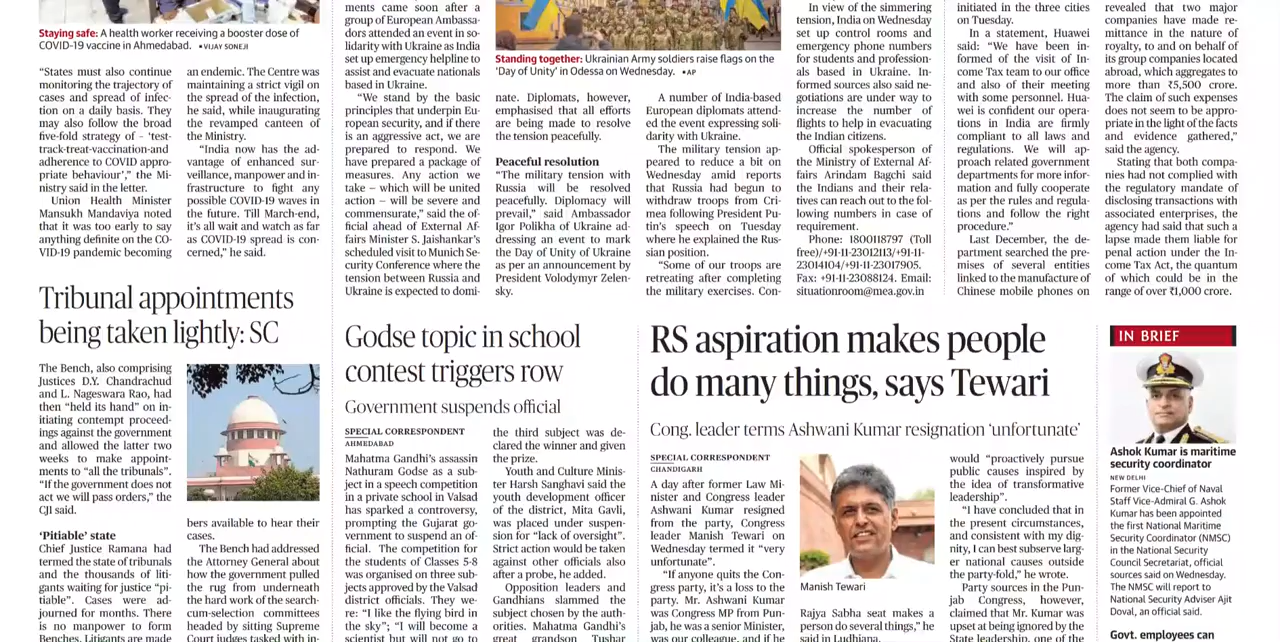 Staying safe: A health worker receiving a booster dose of
COVID-19 vaccine in Ahmedabad. • VIJAY SONEJI
“States must also continue
monitoring the trajectory of
cases and spread of infec-
tion on a daily basis. They
may also follow the broad
five-fold strategy of – ‘test-
track-treat-vaccination-and
adherence to COVID appro-
priate behaviour’,” the Mi-
nistry said in the letter.
Union Health Minister
Mansukh Mandaviya noted
that it was too early to say
anything definite on the CO-
VID-19 pandemic becoming
an endemic. The Centre was
maintaining a strict vigil on
the spread of the infection,
he said, while inaugurating
the revamped canteen of
the Ministry.
“India now has the ad-
vantage of enhanced sur-
veillance, manpower and in-
frastructure to fight any
possible COVID-19 waves in
the future. Till March-end,
it’s all wait and watch as far
as COVID-19 spread is con-
cerned,” he said.
Tribunal appointments
being taken lightly: SC
The Bench, also comprising
Justices D.Y. Chandrachud
and L. Nageswara Rao, had
then “held its hand” on in-
itiating contempt proceed-
ings against the government
and allowed the latter two
weeks to make appoint-
ments to “all the tribunals”.
“If the government does not
act we will pass orders,” the
CJI said.
‘Pitiable’ state
Chief Justice Ramana had
termed the state of tribunals
and the thousands of liti-
gants waiting for justice “pi-
tiable”. Cases were ad-
journed for months. There
is no manpower to form
Benches. Litigants are made
bers available to hear their
cases.
The Bench had addressed
the Attorney General about
how the government pulled
the rug from underneath
the hard work of the search-
cum-selection committees
headed by sitting Supreme
Court judges tasked with in-
ments came soon after a
group of European Ambassa-
dors attended an event in so-
lidarity with Ukraine as India
set up emergency helpline to
assist and evacuate nationals
based in Ukraine.
“We stand by the basic
principles that underpin Eu-
ropean security, and if there
is an aggressive act, we are
prepared to respond. We
have prepared a package of
measures. Any action we
take – which will be united
action – will be severe and
commensurate,” said the of-
ficial ahead of External Af-
fairs Minister S. Jaishankar’s
scheduled visit to Munich Se-
curity Conference where the
tension between Russia and
Ukraine is expected to domi-
Standing together: Ukrainian Army soldiers raise flags on the
‘Day of Unity’ in Odessa on Wednesday. • AP
nate. Diplomats, however,
emphasised that all efforts
are being made to resolve
the tension peacefully.
Peaceful resolution
“The military tension with
Russia will be resolved
peacefully. Diplomacy will
prevail,” said Ambassador
Igor Polikha of Ukraine ad-
dressing an event to mark
the Day of Unity of Ukraine
as per an announcement by
President Volodymyr Zelen-
sky.
A number of India-based
European diplomats attend-
ed the event expressing soli-
darity with Ukraine.
The military tension ap-
peared to reduce a bit on
Wednesday amid reports
that Russia had begun to
withdraw troops from Cri-
mea following President Pu-
tin’s speech on Tuesday
where he explained the Rus-
sian position.
“Some of our troops are
retreating after completing
the military exercises. Con-
In view of the simmering
tension, India on Wednesday
set up control rooms and
emergency phone numbers
for students and profession-
als based in Ukraine. In-
formed sources also said ne-
gotiations are under way to
increase the number of
flights to help in evacuating
the Indian citizens.
Official spokesperson of
the Ministry of External Af-
fairs Arindam Bagchi said
the Indians and their rela-
tives can reach out to the fol-
lowing numbers in case of
requirement.
Phone: 1800118797 (Toll
free)/+91-11-23012113/+91-11-
23014104/+91-11-23017905.
Fax: +91-11-23088124. Email:
situationroom@mea.gov.in
initiated in the three cities
on Tuesday.
In a statement, Huawei
said: “We have been in-
formed of the visit of In-
come Tax team to our office
and also of their meeting
with some personnel. Hua-
wei is confident our opera-
tions in India are firmly
compliant to all laws and
regulations. We will ap-
proach related government
departments for more infor-
mation and fully cooperate
as per the rules and regula-
tions and follow the right
procedure.”
Last December, the de-
partment searched the pre-
mises of several entities
linked to the manufacture of
Chinese mobile phones on
revealed that two major
companies have made re-
mittance in the nature of
royalty, to and on behalf of
its group companies located
abroad, which aggregates to
more than ₹5,500 crore.
The claim of such expenses
does not seem to be appro-
priate in the light of the facts
and evidence gathered,”
said the agency.
Stating that both compa-
nies had not complied with
the regulatory mandate of
disclosing transactions with
associated enterprises, the
agency had said that such a
lapse made them liable for
penal action under the In-
come Tax Act, the quantum
of which could be in the
range of over ₹1,000 crore.
Godse topic in school
contest triggers row
Government suspends official
SPECIAL CORRESPONDENT
AHMEDABAD
Mahatma Gandhi’s assassin
Nathuram Godse as a sub-
ject in a speech competition
in a private school in Valsad
has sparked a controversy,
prompting the Gujarat go-
vernment to suspend an of-
ficial. The competition for
the students of Classes 5-8
was organised on three sub-
jects approved by the Valsad
district officials. They we-
re: “I like the flying bird in
the sky”; “I will become a
scientist but will not go to
the third subject was de-
clared the winner and given
the prize.
Youth and Culture Minis-
ter Harsh Sanghavi said the
youth development officer
of the district, Mita Gavli,
was placed under suspen-
sion for “lack of oversight”.
Strict action would be taken
against other officials also
after a probe, he added.
Opposition leaders and
Gandhians slammed the
subject chosen by the auth-
orities. Mahatma Gandhi’s
great grandson Tushar
RS aspiration makes people
do many things, says Tewari
Cong. leader terms Ashwani Kumar resignation ‘unfortunate’
SPECIAL CORRESPONDENT
CHANDIGARH
A day after former Law Mi-
nister and Congress leader
Ashwani Kumar resigned
from the party, Congress
leader Manish Tewari on
Wednesday termed it “very
unfortunate”.
“If anyone quits the Con-
gress party, it’s a loss to the
party. Mr. Ashwani Kumar
was Congress MP from Pun-
jab, he was a senior Minister,
was our colleague, and if he
Manish Tewari
Rajya Sabha seat makes a
person do several things,” he
said in Ludhiana.
would “proactively pursue
public causes inspired by
the idea of transformative
leadership”.
“I have concluded that in
the present circumstances,
and consistent with my dig-
nity, I can best subserve larg-
er national causes outside
the party-fold,” he wrote.
Party sources in the Pun-
jab Congress, however,
claimed that Mr. Kumar was
upset at being ignored by the
State leadership, one of the
IN BRIEF
Ashok Kumar is maritime
security coordinator
NEW DELHI
Former Vice-Chief of Naval
Staff Vice-Admiral G. Ashok
Kumar has been appointed
the first National Maritime
Security Coordinator (NMSC)
in the National Security
Council Secretariat, official
sources said on Wednesday.
The NMSC will report to
National Security Adviser Ajit
Doval, an official said.
Govt. employees can